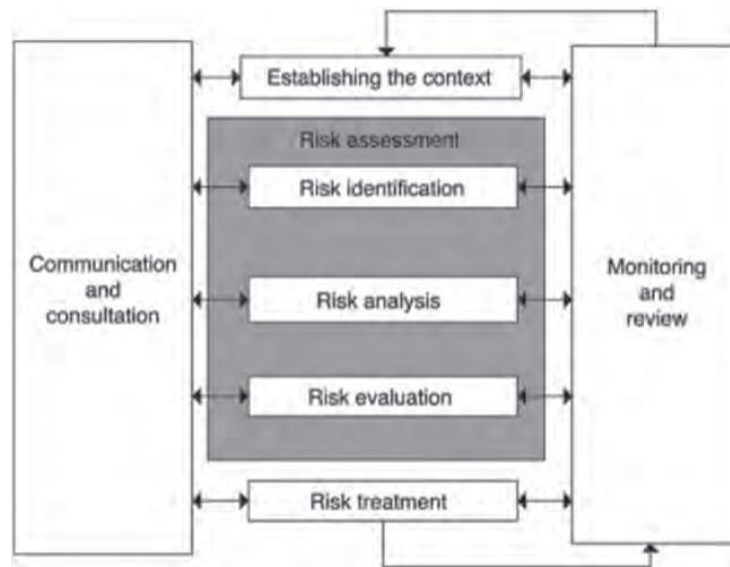 Establishing the context
Risk assessment
Risk identification
Communication
and
consultation
Risk analysis
Monitoring
and
review
Risk evaluation
Risk treatment